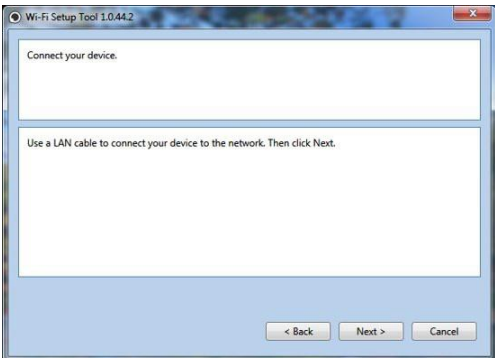 Wi-Fi Setup Tool 1.0.44.2
Connect your device.
Use a LAN cable to connect your device to the network. Then click Next.
< Back Next > Cancel